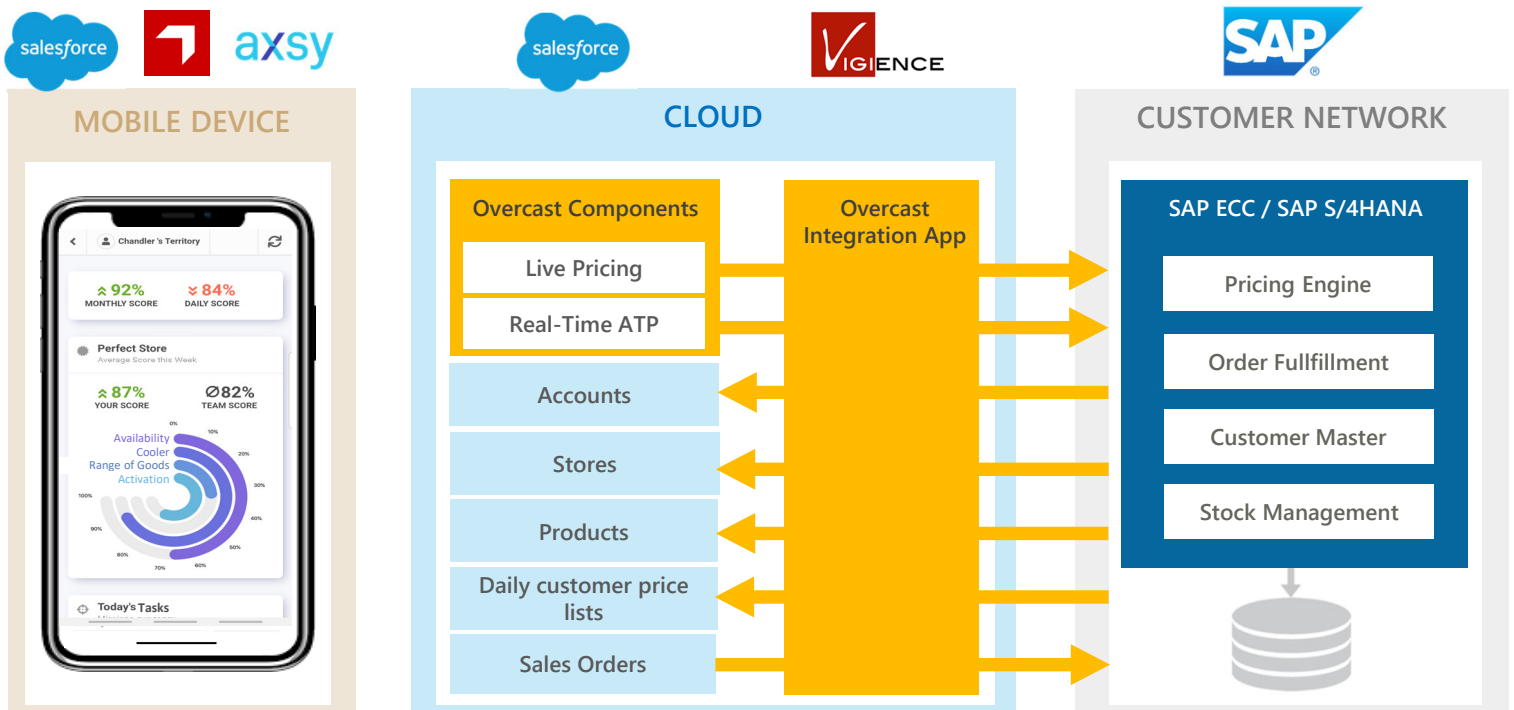 salesforce
axsy
salesforce
VIGIENCE
SAP
®
MOBILE DEVICE
CLOUD
CUSTOMER NETWORK
Chandler 's Territory
92%
84%
MONTHLY SCORE
DAILY SCORE
Perfect Store
Average Score this Week
87%
Ø82%
YOUR SCORE
TEAM SCORE
0%
10%
20%
30%
40%
50%
60%
70%
80%
90%
100%
Availability
Cooler
Range of Goods
Activation
Today's Tasks
Overcast Components
Live Pricing
Real-Time ATP
Accounts
Stores
Products
Daily customer price
lists
Sales Orders
Overcast
Integration App
SAP ECC / SAP S/4HANA
Pricing Engine
Order Fullfillment
Customer Master
Stock Management